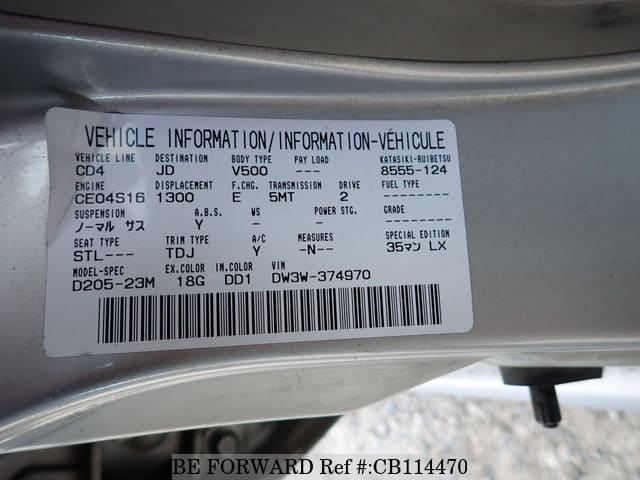 VEHICLE INFORMATION/INFORMATION-VÉHICULE
VEHICLE LINE DESTINATION BODY TYPE PAY LOAD KATASIKI-RUIBETSU
CD4 JD V500 --- 8555-124
ENGINE DISPLACEMENT F.CHG. TRANSMISSION DRIVE FUEL TYPE
CE04S16 1300 E 5MT 2 -------
SUSPENSION A.B.S. WS POWER STG. GRADE
ノーマル サス Y - - -------
SEAT TYPE TRIM TYPE A/C MEASURES SPECIAL EDITION
STL--- TDJ Y -N-- 35マン LX
MODEL-SPEC EX.COLOR IN.COLOR VIN
D205-23M 18G DD1 DW3W-374970
BE FORWARD Ref #:CB114470